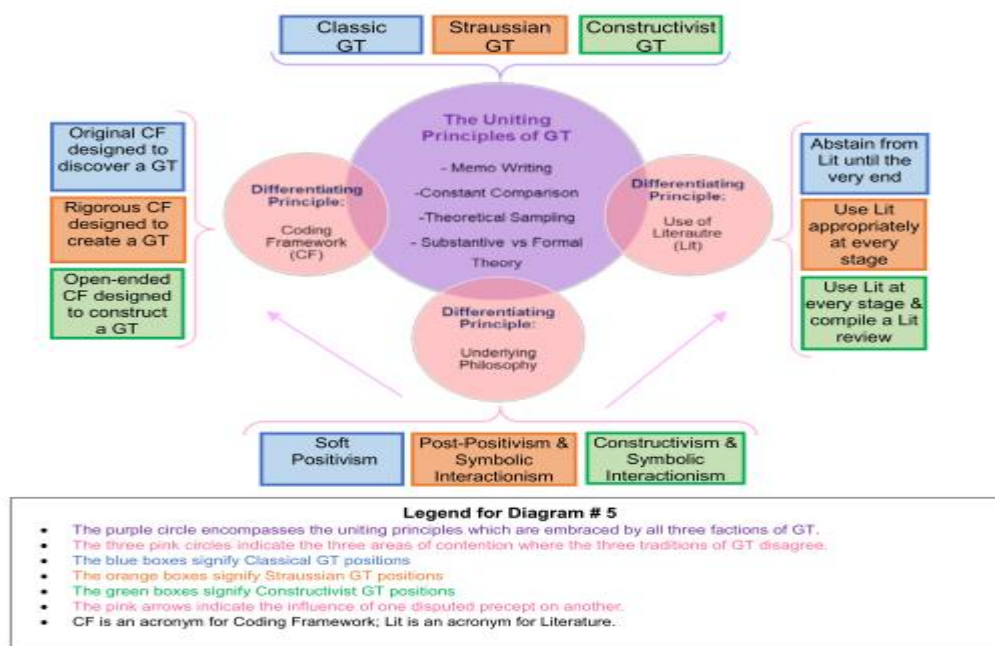 Classic
GT
Straussian
GT
Constructivist
GT
The Uniting
Principles of GT
- Memo Writing
-Constant Comparison
-Theoretical Sampling
- Substantive vs Formal
Theory
Original CF
designed to
discover a GT
Rigorous CF
designed to
create a GT
Open-ended
CF designed
to construct
a GT
Differentiating
Principle:
Coding
Framework
(CF)
Differentiating
Principle:
Use of
Literautre
(Lit)
Abstain from
Lit until the
very end
Use Lit
appropriately
at every
stage
Use Lit at
every stage &
compile a Lit
review
Differentiating
Principle:
Underlying
Philosophy
Soft
Positivism
Post-Positivism &
Symbolic
Interactionism
Constructivism &
Symbolic
Interactionism
Legend for Diagram # 5
• The purple circle encompasses the uniting principles which are embraced by all three factions of GT.
• The three pink circles indicate the three areas of contention where the three traditions of GT disagree.
• The blue boxes signify Classical GT positions
• The orange boxes signify Straussian GT positions
• The green boxes signify Constructivist GT positions
• The pink arrows indicate the influence of one disputed precept on another.
• CF is an acronym for Coding Framework; Lit is an acronym for Literature.